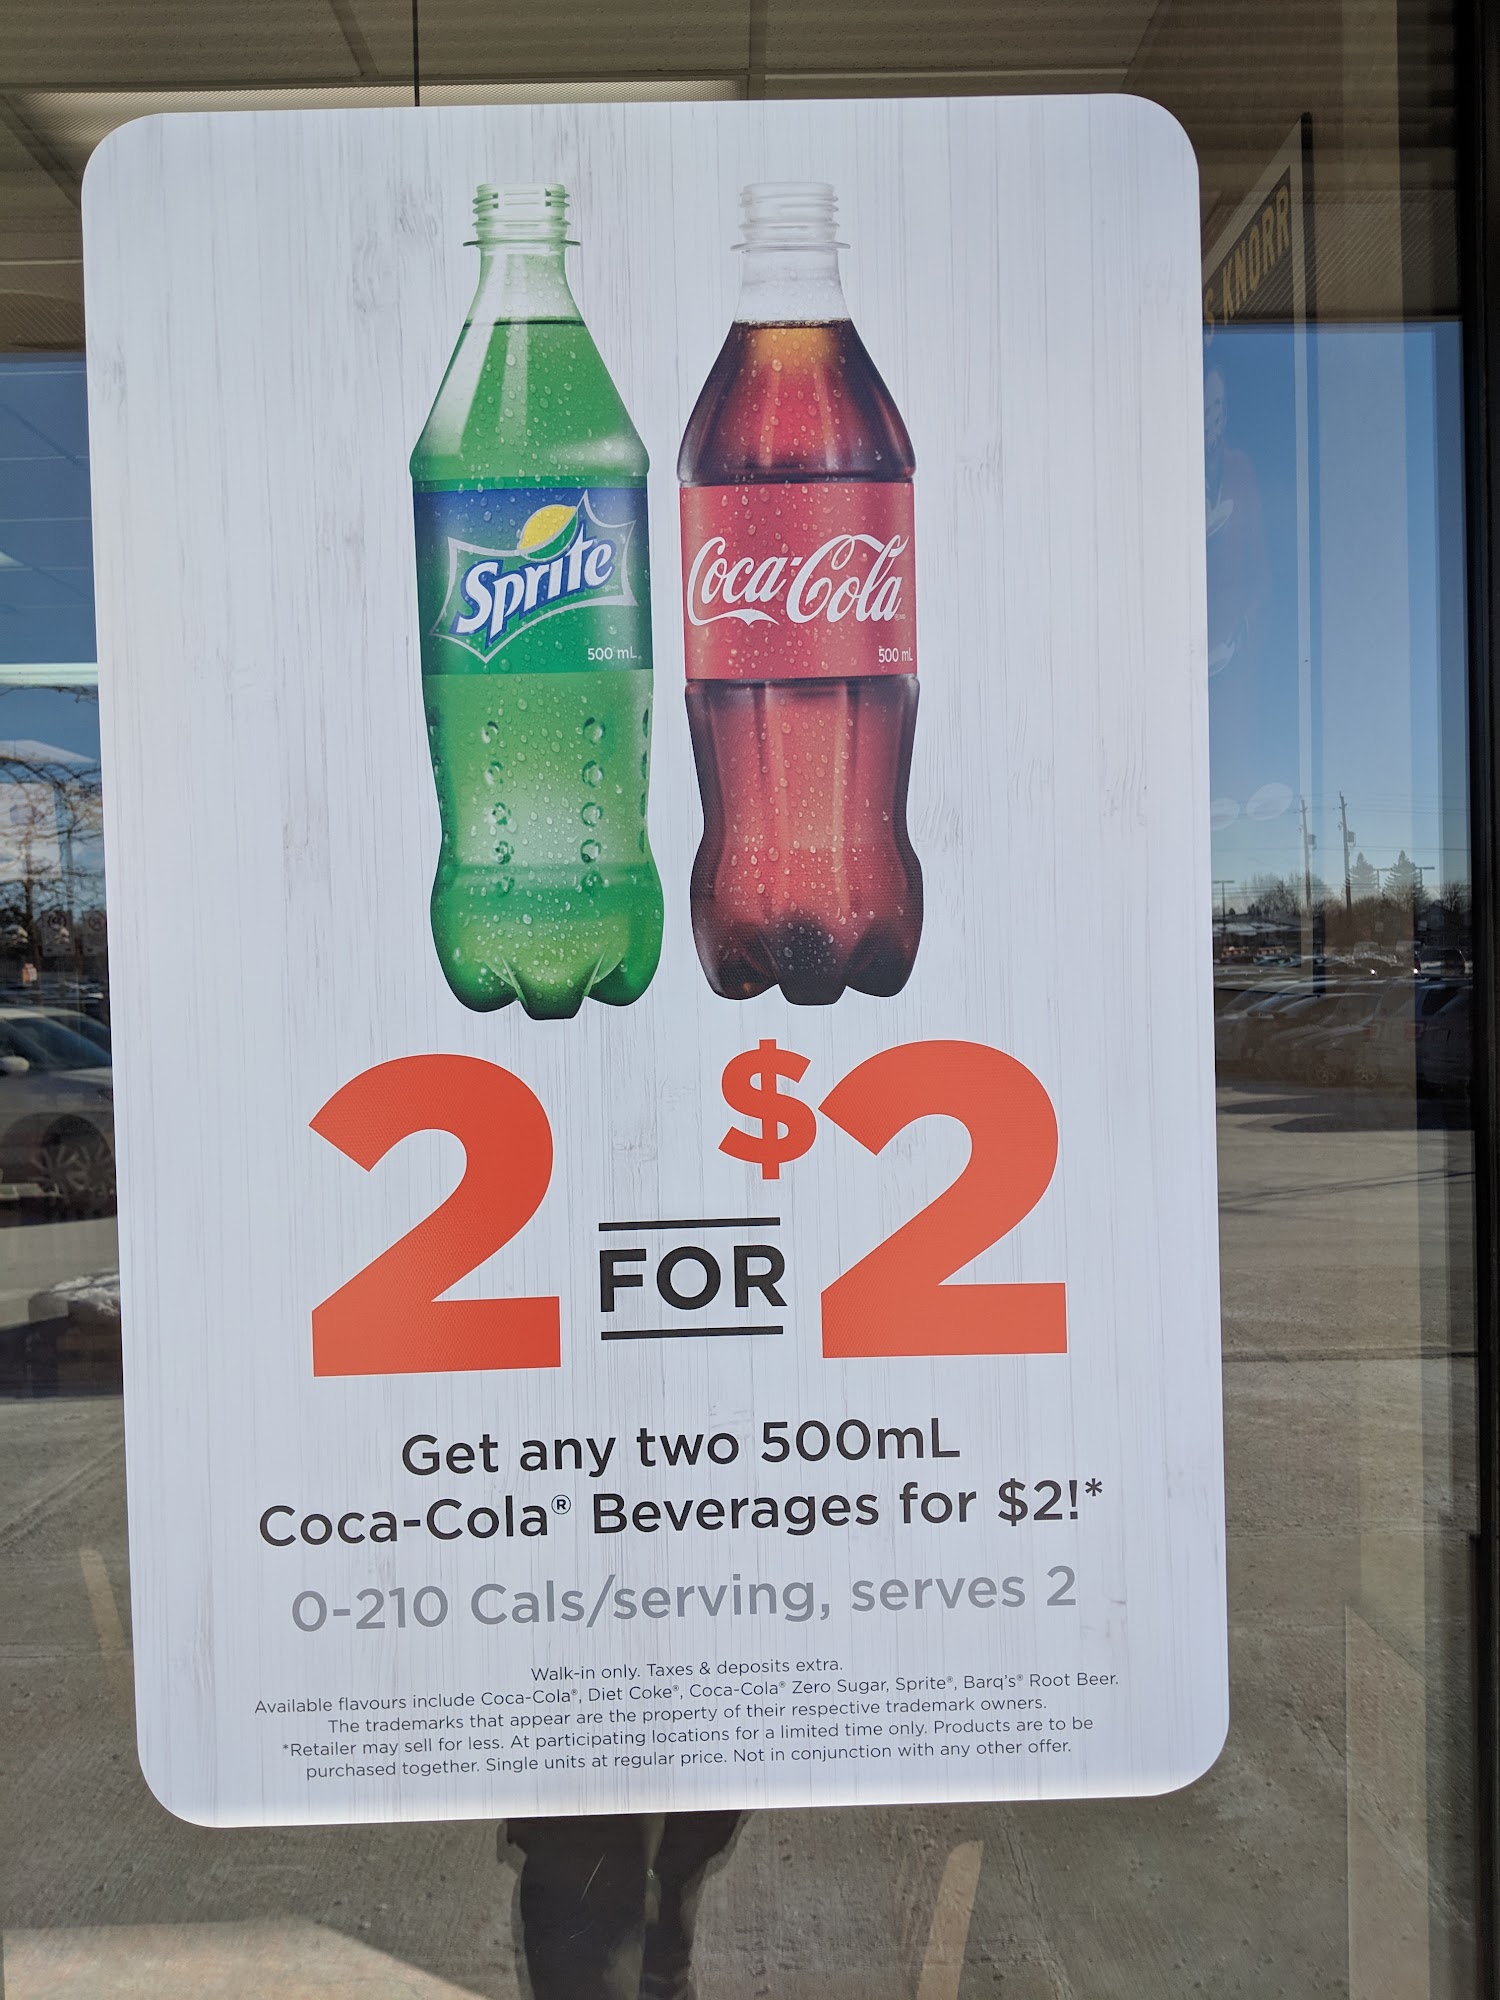 Sprite
500 mL
Coca-Cola
500 mL
2 FOR $2
Get any two 500mL
Coca-Cola® Beverages for $2!*
0-210 Cals/serving, serves 2
Walk-in only. Taxes & deposits extra.
Available flavours include Coca-Cola®, Diet Coke®, Coca-Cola® Zero Sugar, Sprite®, Barq's® Root Beer.
The trademarks that appear are the property of their respective trademark owners.
*Retailer may sell for less. At participating locations for a limited time only. Products are to be
purchased together. Single units at regular price. Not in conjunction with any other offer.
KNORR